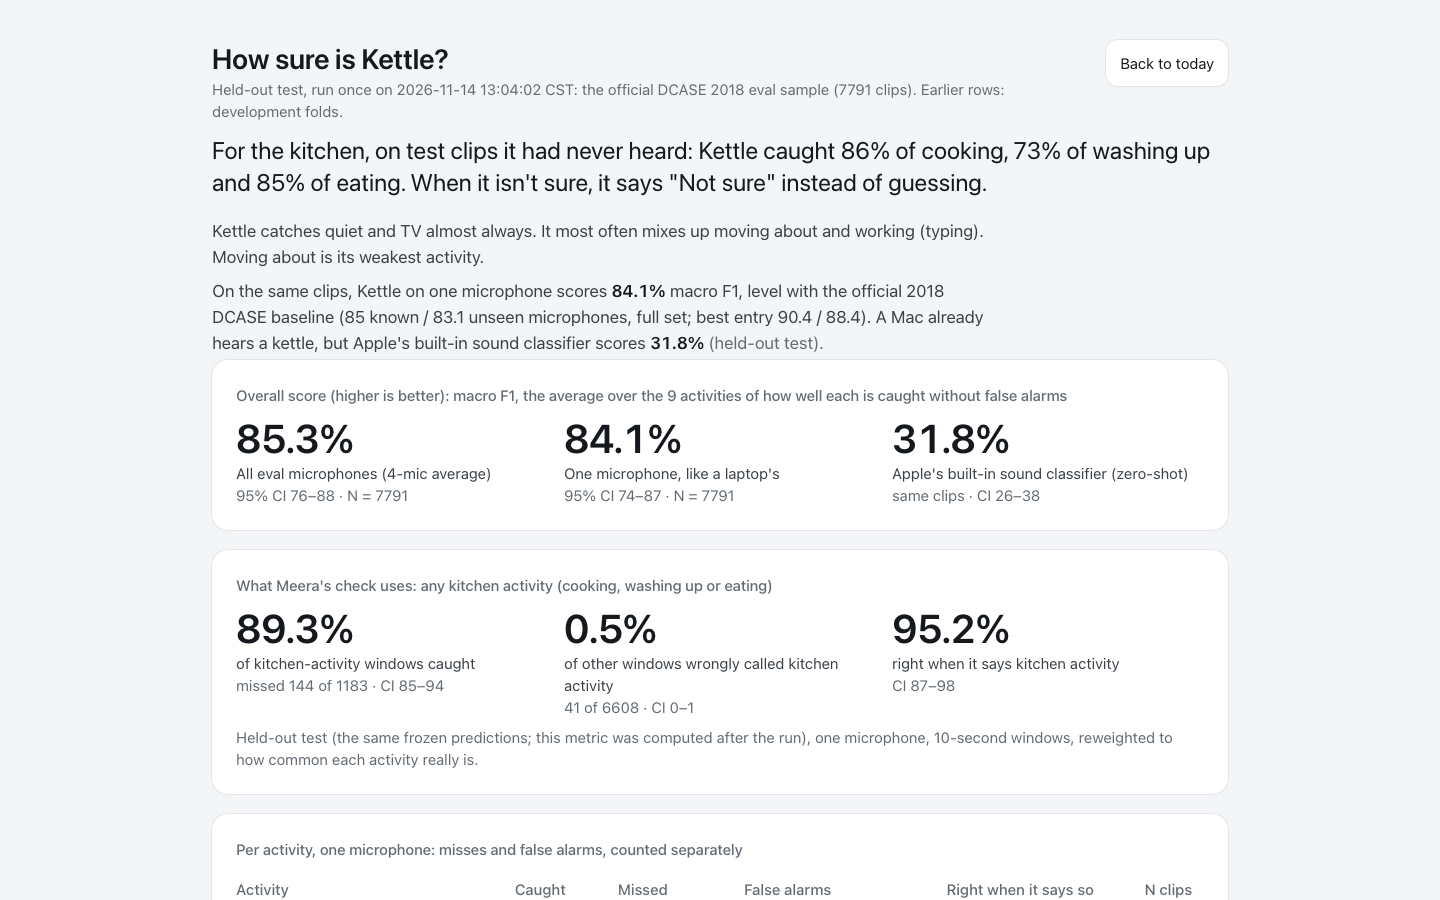 How sure is Kettle?
Back to today
Held-out test, run once on 2026-11-14 13:04:02 CST: the official DCASE 2018 eval sample (7791 clips). Earlier rows:
development folds.
For the kitchen, on test clips it had never heard: Kettle caught 86% of cooking, 73% of washing up
and 85% of eating. When it isn't sure, it says "Not sure" instead of guessing.
Kettle catches quiet and TV almost always. It most often mixes up moving about and working (typing).
Moving about is its weakest activity.
On the same clips, Kettle on one microphone scores 84.1% macro F1, level with the official 2018
DCASE baseline (85 known / 83.1 unseen microphones, full set; best entry 90.4 / 88.4). A Mac already
hears a kettle, but Apple's built-in sound classifier scores 31.8% (held-out test).
Overall score (higher is better): macro F1, the average over the 9 activities of how well each is caught without false alarms
85.3% 84.1% 31.8%
All eval microphones (4-mic average) One microphone, like a laptop's Apple's built-in sound classifier (zero-shot)
95% CI 76–88 · N = 7791 95% CI 74–87 · N = 7791 same clips · CI 26–38
What Meera's check uses: any kitchen activity (cooking, washing up or eating)
89.3% 0.5% 95.2%
of kitchen-activity windows caught of other windows wrongly called kitchen right when it says kitchen activity
missed 144 of 1183 · CI 85–94 activity CI 87–98
41 of 6608 · CI 0–1
Held-out test (the same frozen predictions; this metric was computed after the run), one microphone, 10-second windows, reweighted to
how common each activity really is.
Per activity, one microphone: misses and false alarms, counted separately
Activity Caught Missed False alarms Right when it says so N clips